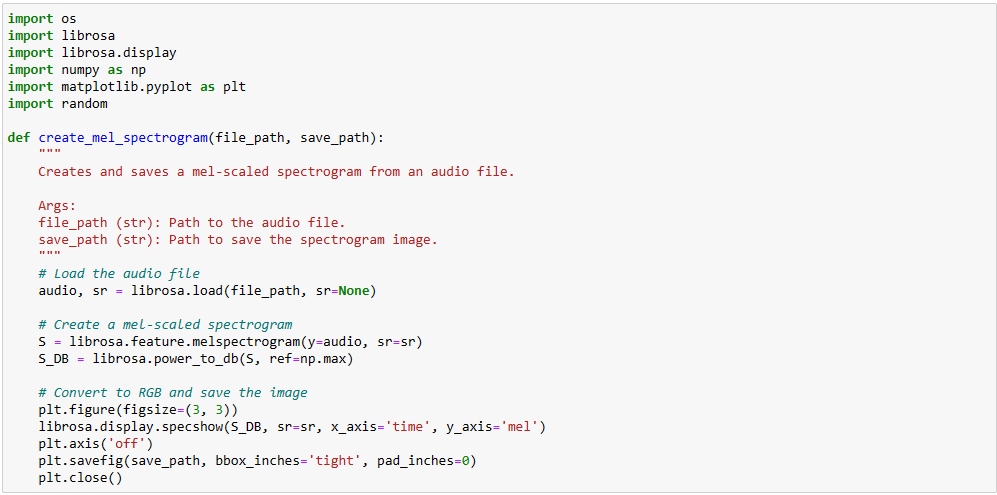 import os
import librosa
import librosa.display
import numpy as np
import matplotlib.pyplot as plt
import random

def create_mel_spectrogram(file_path, save_path):
    """
    Creates and saves a mel-scaled spectrogram from an audio file.

    Args:
    file_path (str): Path to the audio file.
    save_path (str): Path to save the spectrogram image.
    """
    # Load the audio file
    audio, sr = librosa.load(file_path, sr=None)

    # Create a mel-scaled spectrogram
    S = librosa.feature.melspectrogram(y=audio, sr=sr)
    S_DB = librosa.power_to_db(S, ref=np.max)

    # Convert to RGB and save the image
    plt.figure(figsize=(3, 3))
    librosa.display.specshow(S_DB, sr=sr, x_axis='time', y_axis='mel')
    plt.axis('off')
    plt.savefig(save_path, bbox_inches='tight', pad_inches=0)
    plt.close()